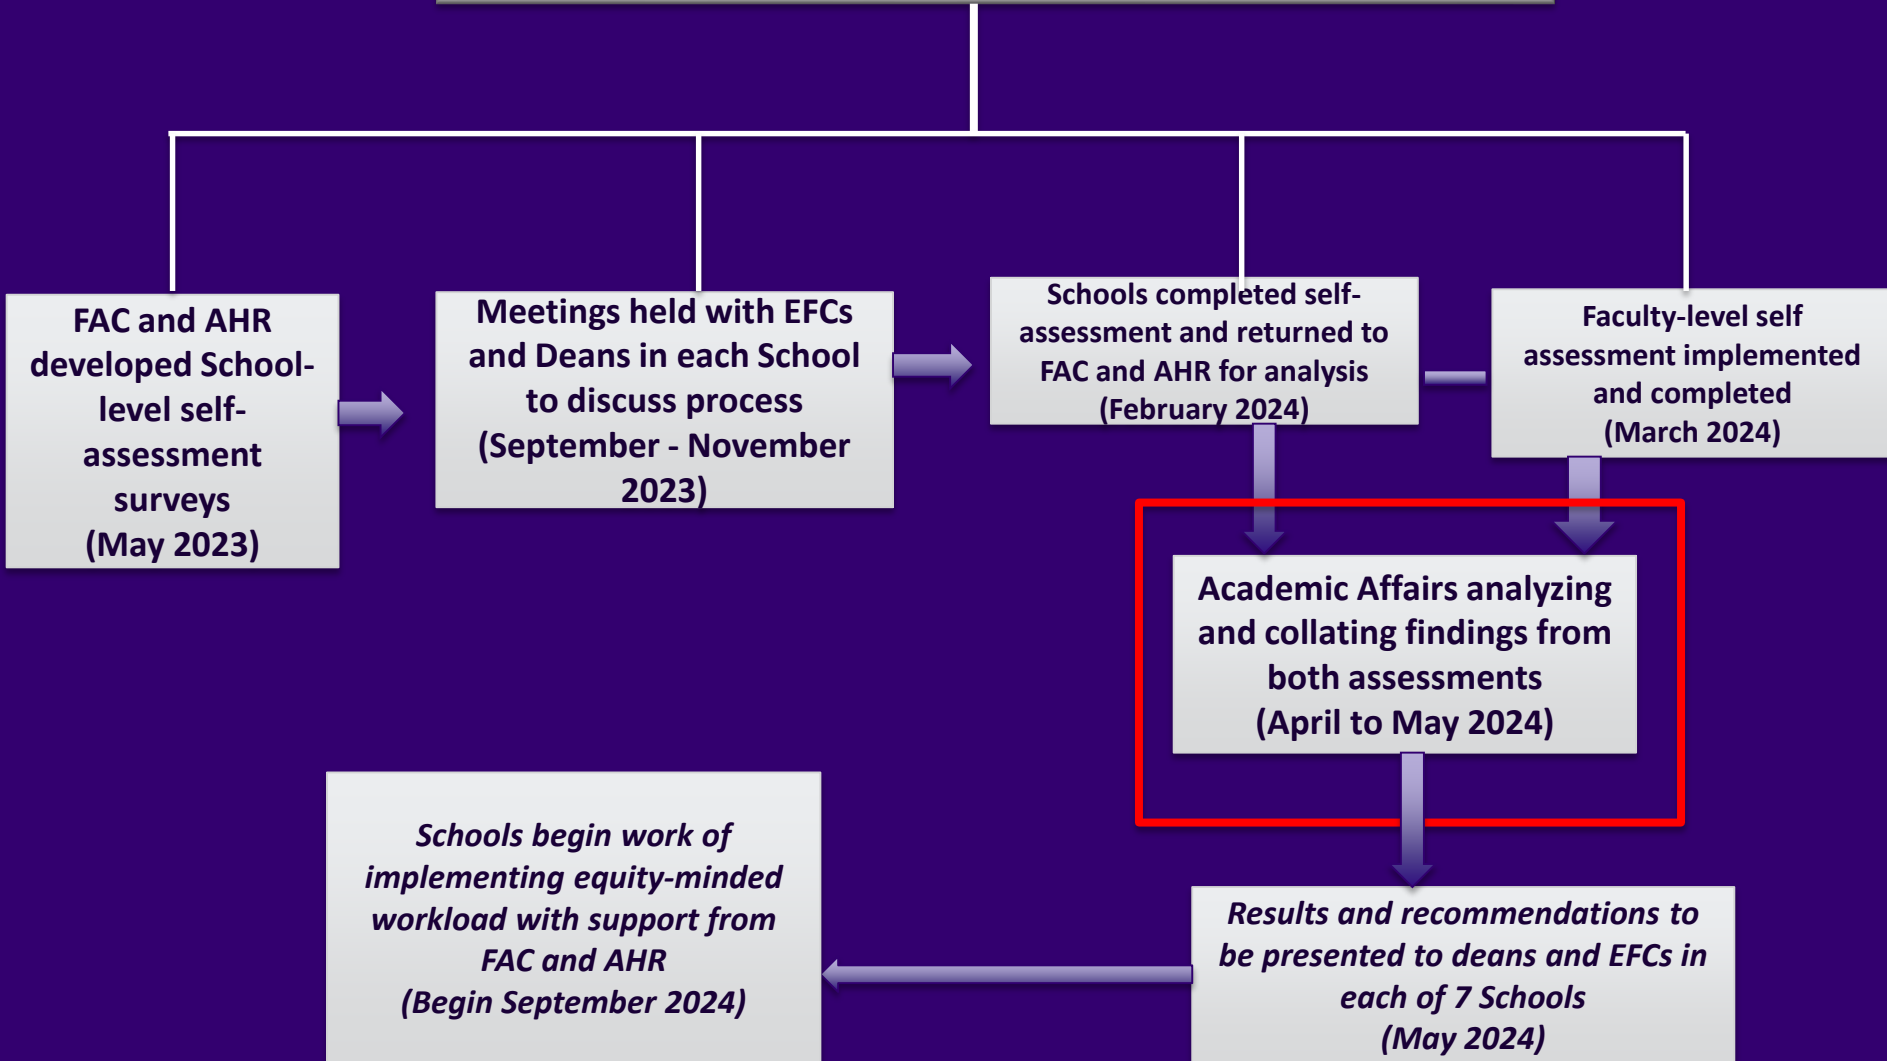 FAC and AHR
developed School-
level self-
assessment
surveys
(May 2023)
Meetings held with EFCs
and Deans in each School
to discuss process
(September - November
2023)
Schools completed self-
assessment and returned to
FAC and AHR for analysis
(February 2024)
Faculty-level self
assessment implemented
and completed
(March 2024)
Academic Affairs analyzing
and collating findings from
both assessments
(April to May 2024)
Results and recommendations to
be presented to deans and EFCs in
each of 7 Schools
(May 2024)
Schools begin work of
implementing equity-minded
workload with support from
FAC and AHR
(Begin September 2024)